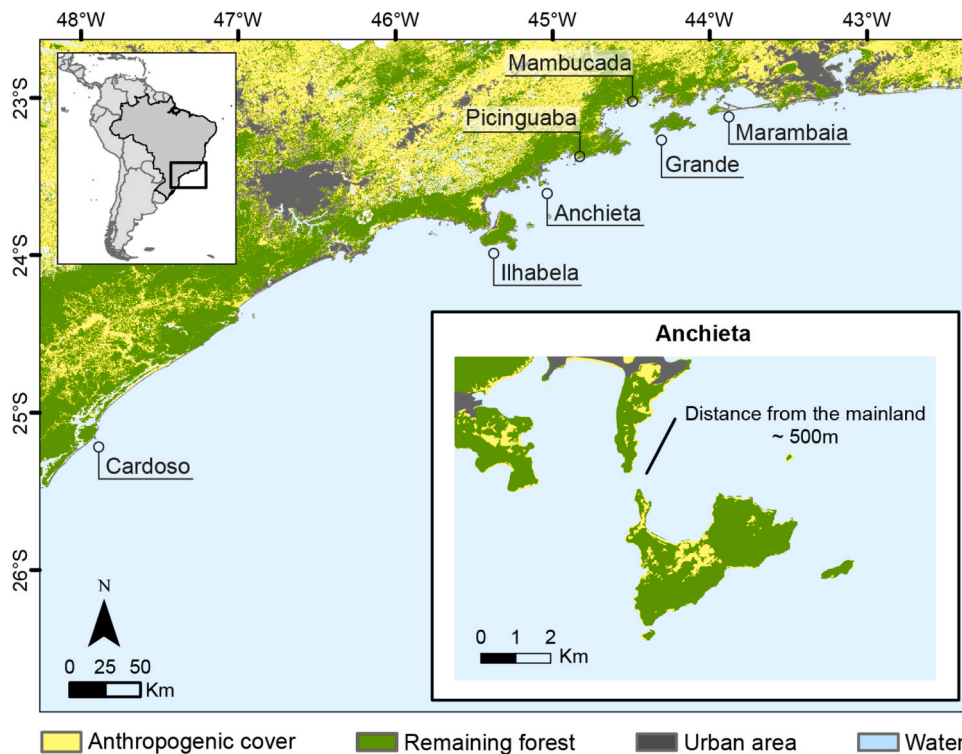 48°W 47°W 46°W 45°W 44°W 43°W
23°S
24°S
25°S
26°S
Mambucada
Picinguaba
Marambaia
Grande
Anchieta
Ilhabela
Cardoso
Anchieta
Distance from the mainland
~ 500m
0 1 2
Km
N
0 25 50
Km
Anthropogenic cover Remaining forest Urban area Water